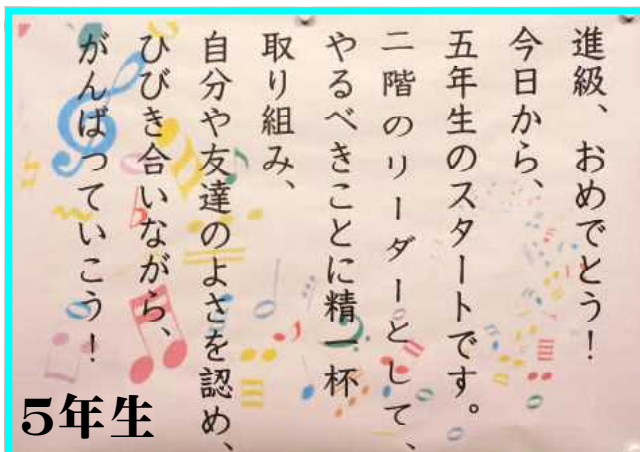 進級、おめでとう！
今日から、
五年生のスタートです。
二階のリーダーとして、
やるべきことに精一杯
取り組み、
自分や友達のよさを認め、
ひびき合いながら、
がんばっていこう！
5年生